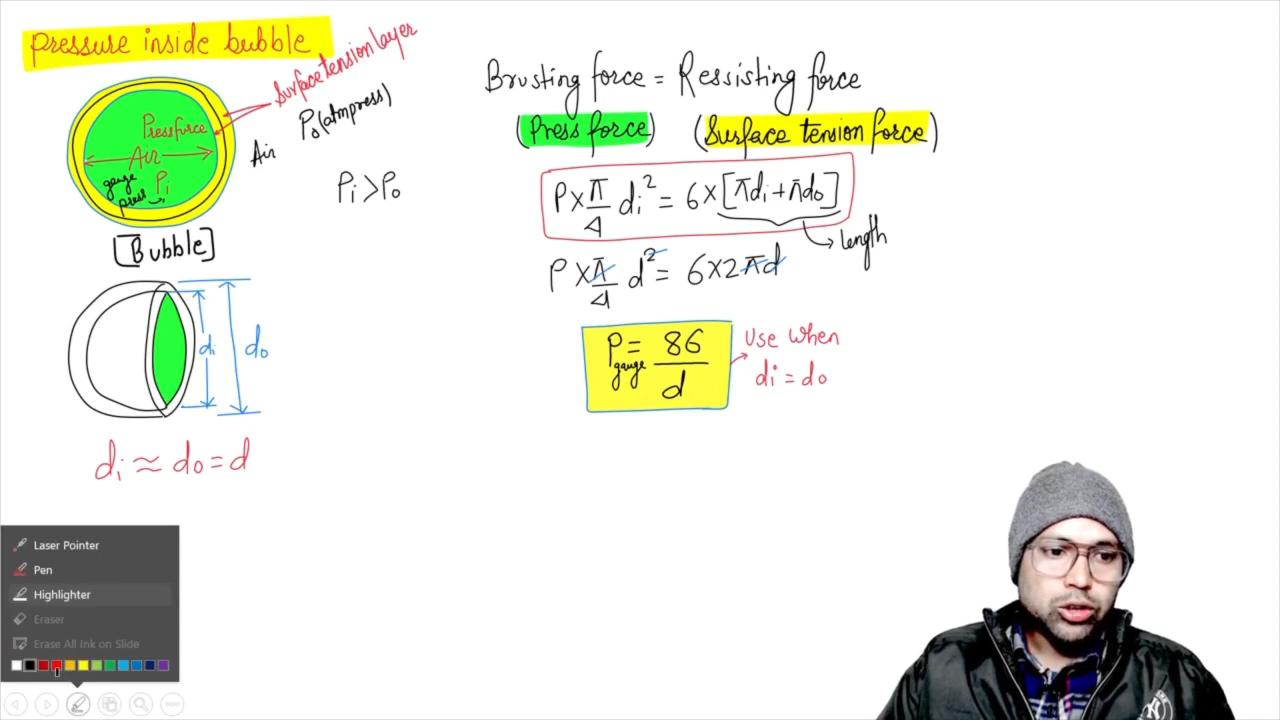 Pressure inside bubble
Surface tension layer
P₀ (atm press)
Air
Press force
Air
gauge press → Pi
Pi > P₀
[Bubble]
di
do
di ≈ do = d
Brusting force = Ressisting force
(Press force) (Surface tension force)
P × π/4 di² = 6 × [πdi + πdo]
length
P × π/4 d² = 6 × 2πd
P gauge = 86/d
Use when
di = do
Laser Pointer
Pen
Highlighter
Eraser
Erase All Ink on Slide